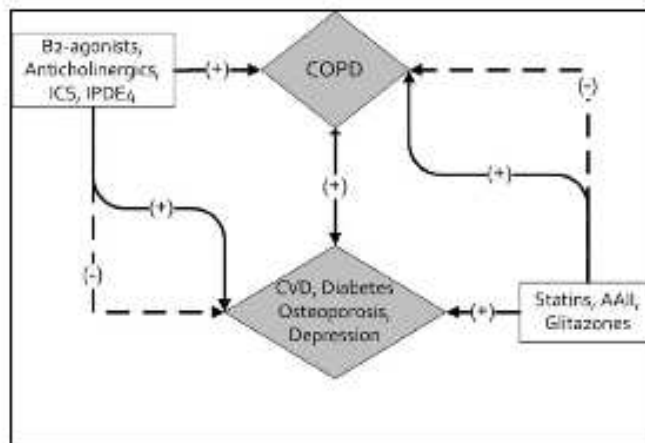 B2-agonists,
Anticholinergics,
ICS, IPDE4
(+)
COPD
(-)
(+)
(+)
(+)
(-)
CVD, Diabetes
Osteoporosis,
Depression
(+)
Statins, AAII,
Glitazones